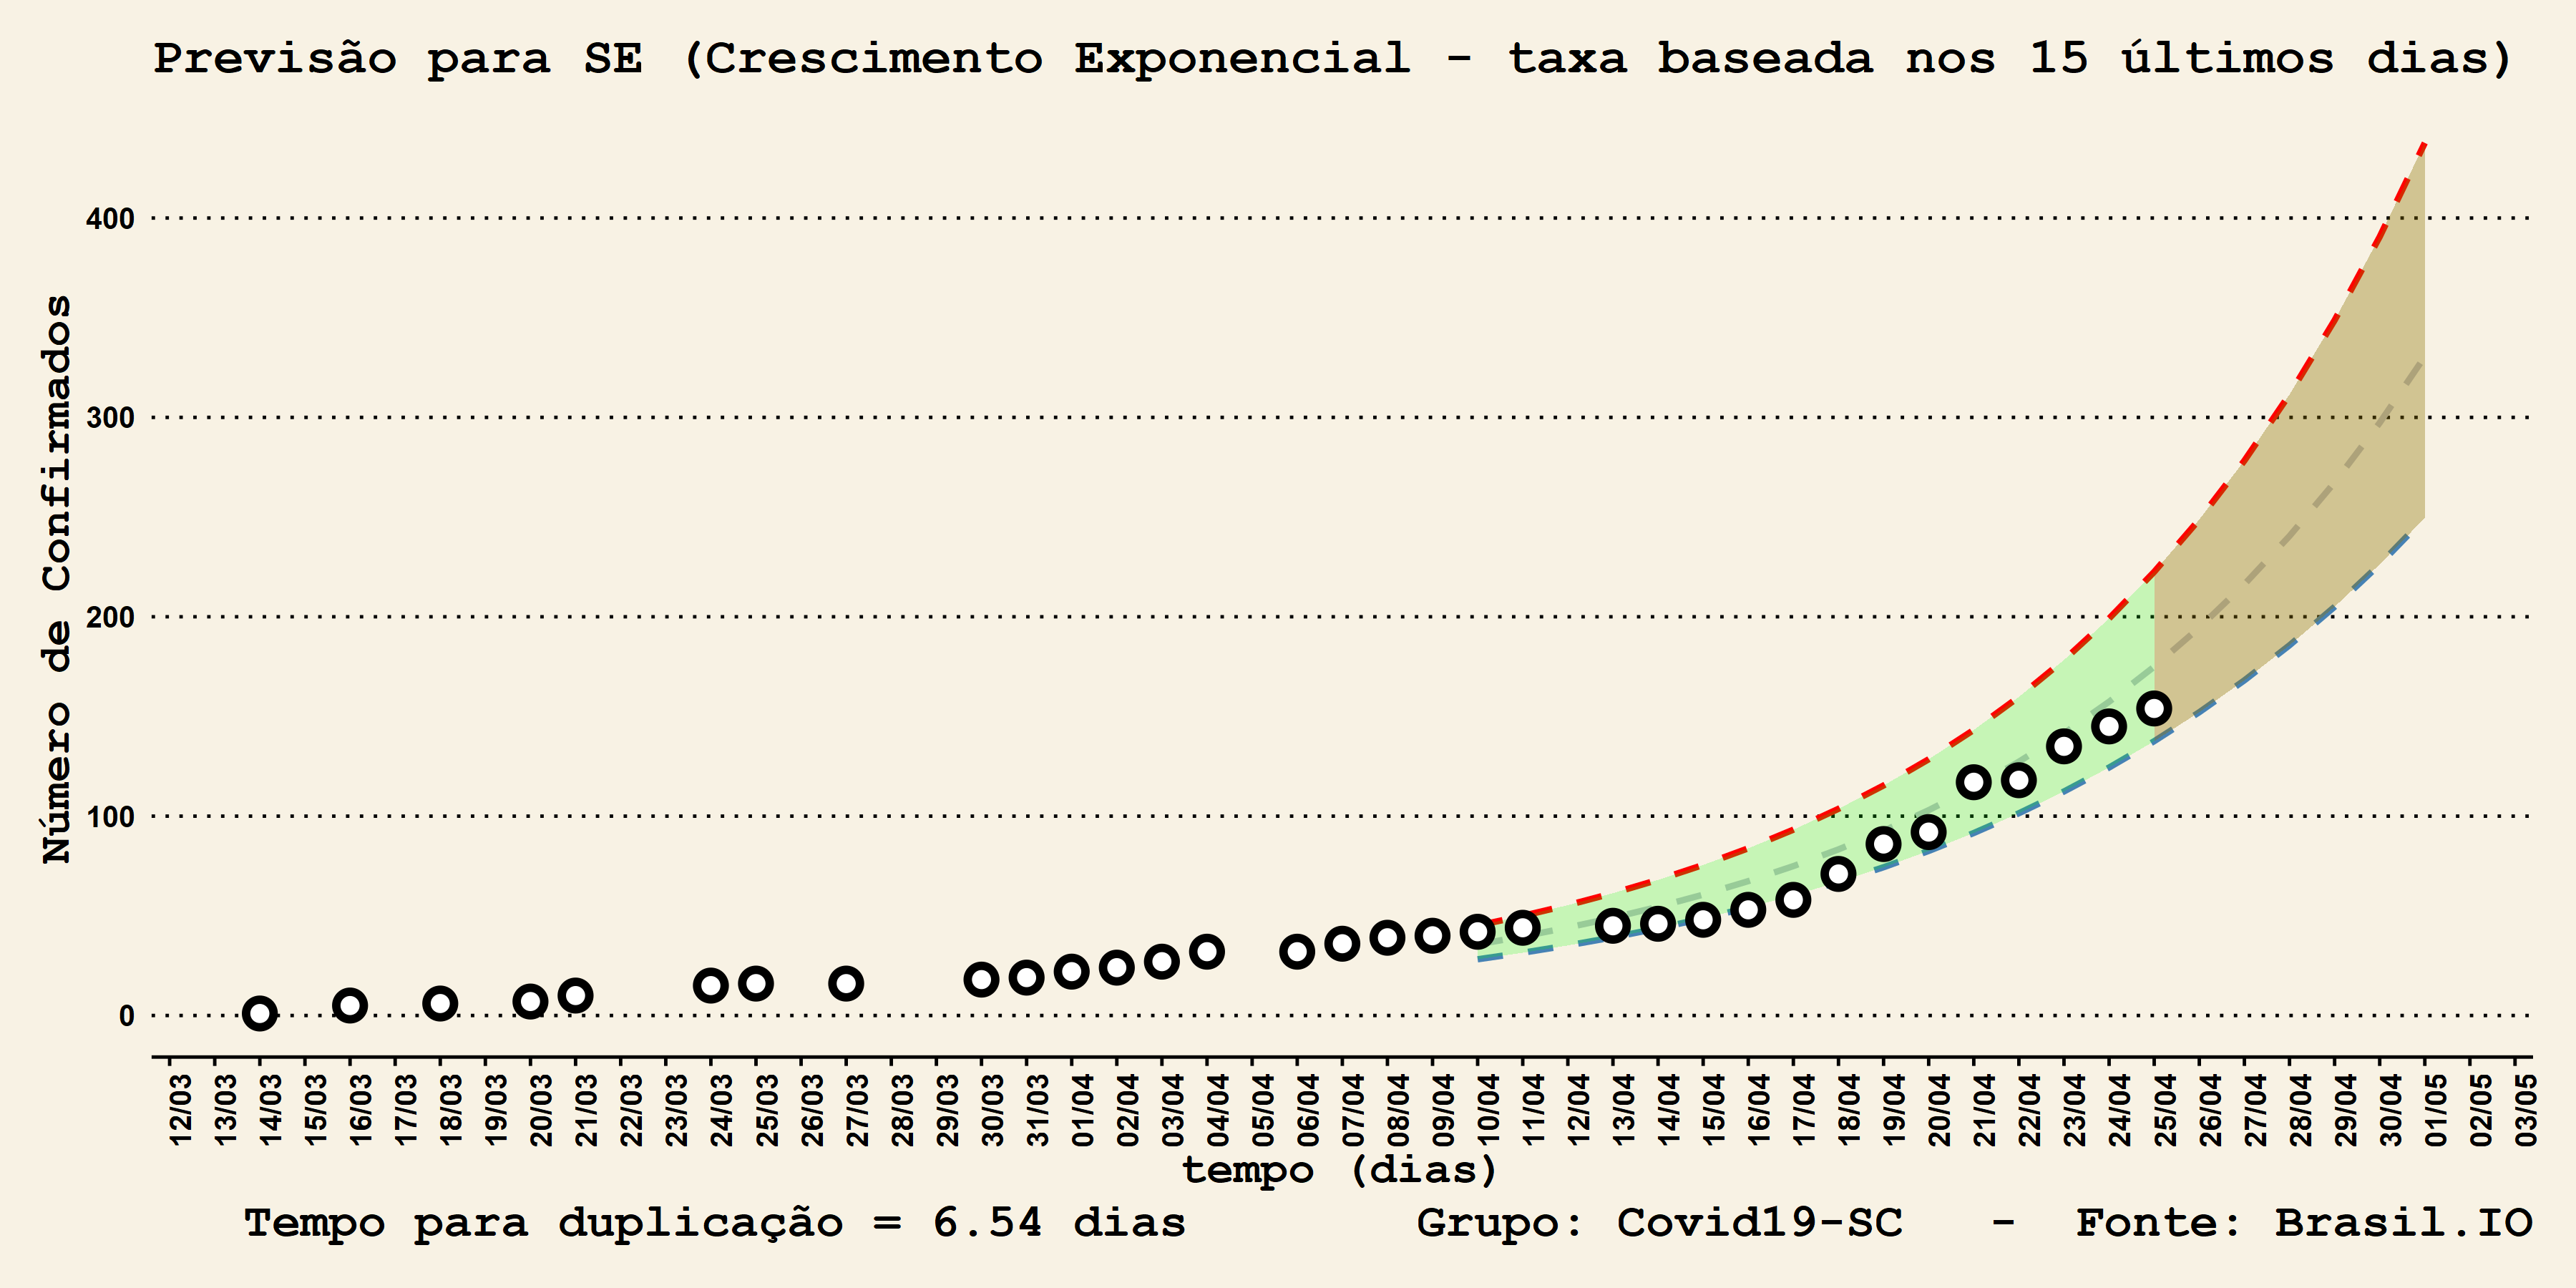 Previsão para SE (Crescimento Exponencial - taxa baseada nos 15 últimos dias)
Número de Confirmados
400
300
200
100
0
12/03 13/03 14/03 15/03 16/03 17/03 18/03 19/03 20/03 21/03 22/03 23/03 24/03 25/03 26/03 27/03 28/03 29/03 30/03 31/03 01/04 02/04 03/04 04/04 05/04 06/04 07/04 08/04 09/04 10/04 11/04 12/04 13/04 14/04 15/04 16/04 17/04 18/04 19/04 20/04 21/04 22/04 23/04 24/04 25/04 26/04 27/04 28/04 29/04 30/04 01/05 02/05 03/05
tempo (dias)
Tempo para duplicação = 6.54 dias Grupo: Covid19-SC - Fonte: Brasil.IO